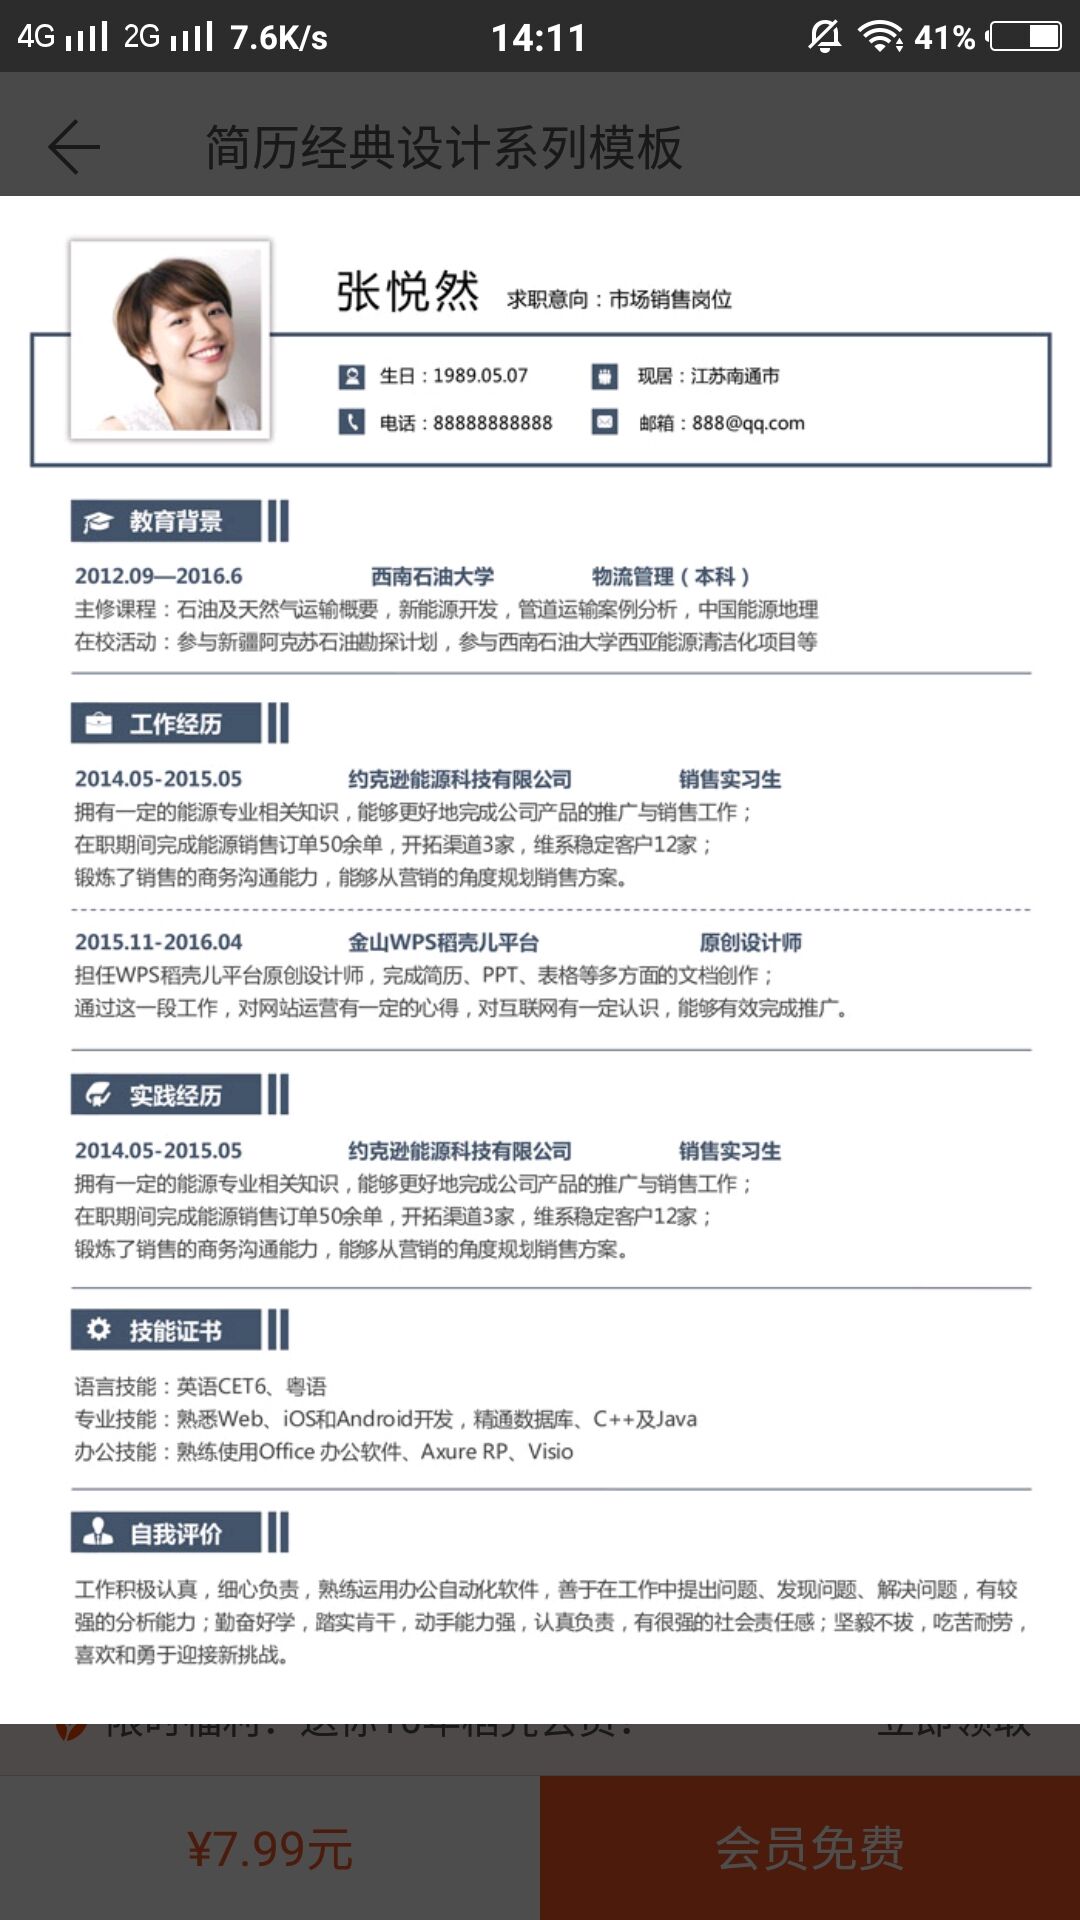 4G 2G 7.6K/s 14:11 41%
简历经典设计系列模板
张悦然 求职意向：市场销售岗位
生日：1989.05.07 现居：江苏南通市
电话：88888888888 邮箱：888@qq.com
教育背景
2012.09—2016.6 西南石油大学 物流管理（本科）
主修课程：石油及天然气运输概要，新能源开发，管道运输案例分析，中国能源地理
在校活动：参与新疆阿克苏石油勘探计划，参与西南石油大学西亚能源清洁化项目等
工作经历
2014.05-2015.05 约克逊能源科技有限公司 销售实习生
拥有一定的能源专业相关知识，能够更好地完成公司产品的推广与销售工作；
在职期间完成能源销售订单50余单，开拓渠道3家，维系稳定客户12家；
锻炼了销售的商务沟通能力，能够从营销的角度规划销售方案。
2015.11-2016.04 金山WPS稻壳儿平台 原创设计师
担任WPS稻壳儿平台原创设计师，完成简历、PPT、表格等多方面的文档创作；
通过这一段工作，对网站运营有一定的心得，对互联网有一定认识，能够有效完成推广。
实践经历
2014.05-2015.05 约克逊能源科技有限公司 销售实习生
拥有一定的能源专业相关知识，能够更好地完成公司产品的推广与销售工作；
在职期间完成能源销售订单50余单，开拓渠道3家，维系稳定客户12家；
锻炼了销售的商务沟通能力，能够从营销的角度规划销售方案。
技能证书
语言技能：英语CET6、粤语
专业技能：熟悉Web、iOS和Android开发，精通数据库、C++及Java
办公技能：熟练使用Office 办公软件、Axure RP、Visio
自我评价
工作积极认真，细心负责，熟练运用办公自动化软件，善于在工作中提出问题、发现问题、解决问题，有较
强的分析能力；勤奋好学，踏实肯干，动手能力强，认真负责，有很强的社会责任感；坚毅不拔，吃苦耐劳，
喜欢和勇于迎接新挑战。
¥7.99元 会员免费